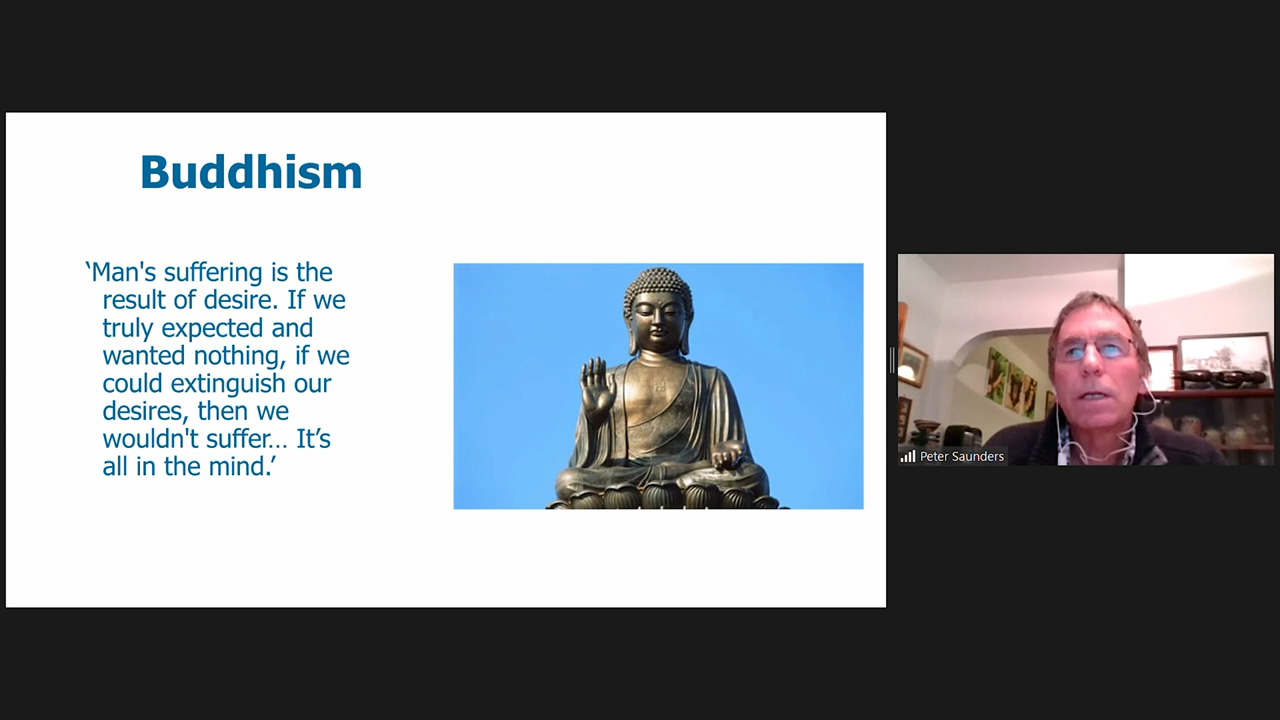 Buddhism
‘Man's suffering is the
result of desire. If we
truly expected and
wanted nothing, if we
could extinguish our
desires, then we
wouldn't suffer… It’s
all in the mind.’
Peter Saunders